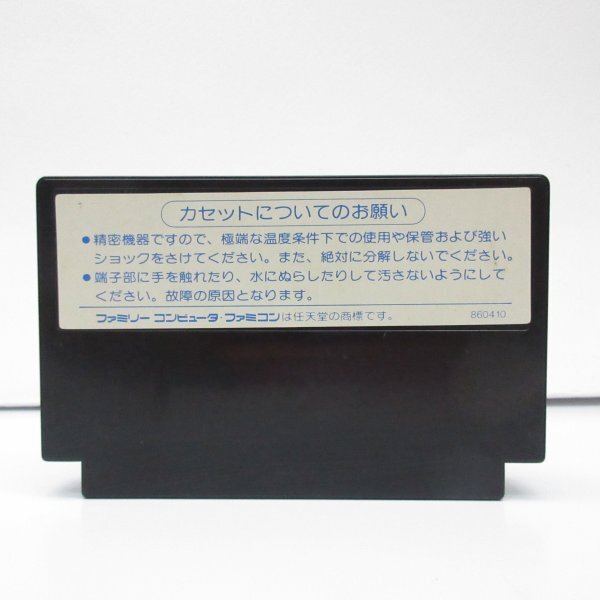 カセットについてのお願い
●精密機器ですので、極端な温度条件下での使用や保管および強い
ショックをさけてください。また、絶対に分解しないでください。
●端子部に手を触れたり、水にぬらしたりして汚さないようにして
ください。故障の原因となります。
ファミリー コンピュータ・ファミコンは任天堂の商標です。 860410